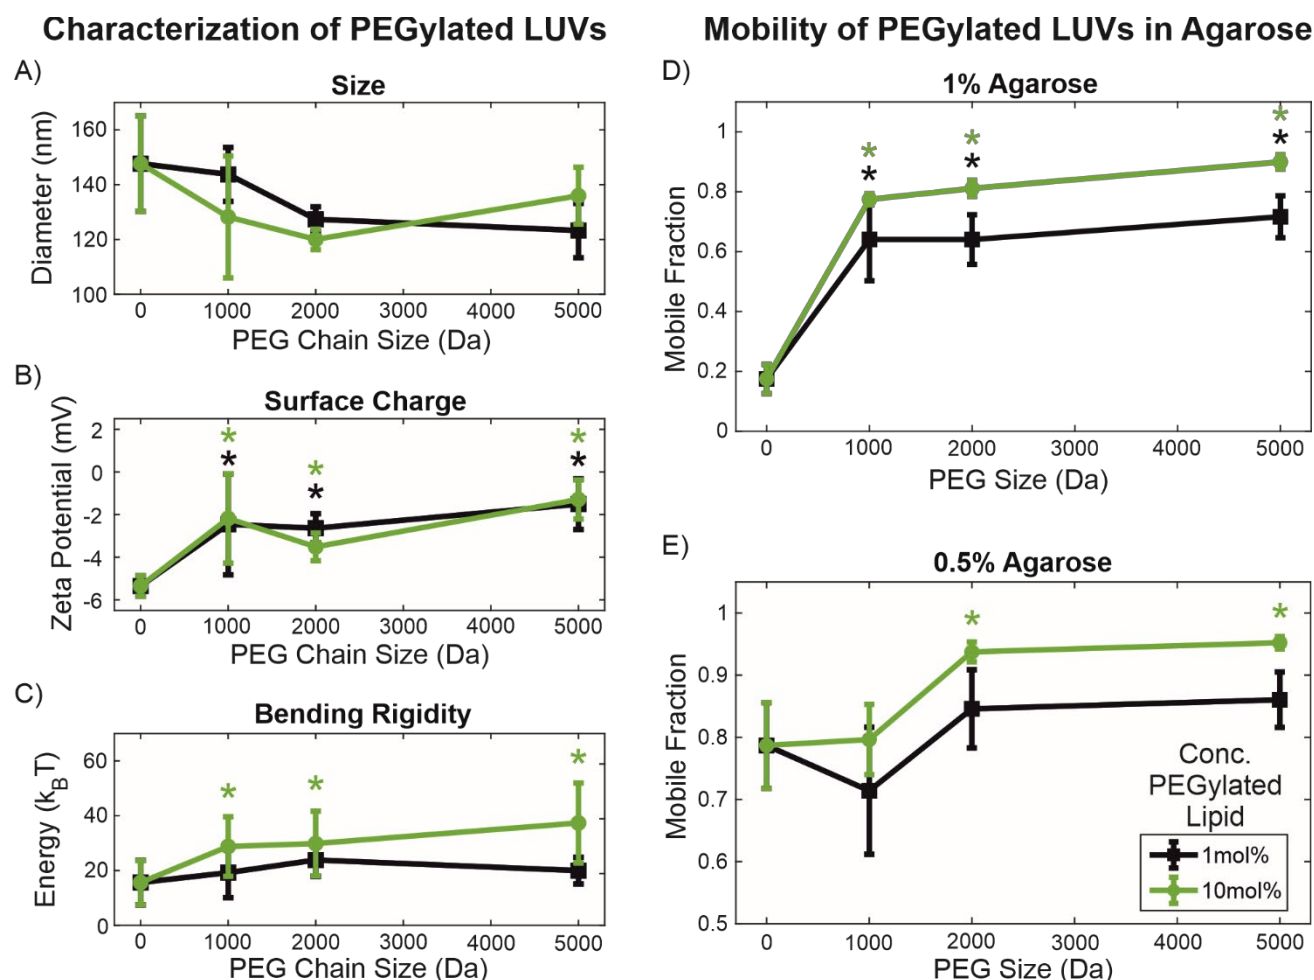 Characterization of PEGylated LUVs
A)
Size
Diameter (nm)
160
140
120
100
0 1000 2000 3000 4000 5000
PEG Chain Size (Da)
B)
Surface Charge
Zeta Potential (mV)
2
0
-2
-4
-6
* * * * * *
0 1000 2000 3000 4000 5000
PEG Chain Size (Da)
C)
Bending Rigidity
Energy (kBT)
60
40
20
0
* * *
0 1000 2000 3000 4000 5000
PEG Chain Size (Da)
Mobility of PEGylated LUVs in Agarose
D)
1% Agarose
Mobile Fraction
1
0.8
0.6
0.4
0.2
0
* * * * * *
0 1000 2000 3000 4000 5000
PEG Size (Da)
E)
0.5% Agarose
Mobile Fraction
1
0.9
0.8
0.7
0.6
0.5
* *
0 1000 2000 3000 4000 5000
PEG Size (Da)
Conc.
PEGylated
Lipid
1mol%
10mol%